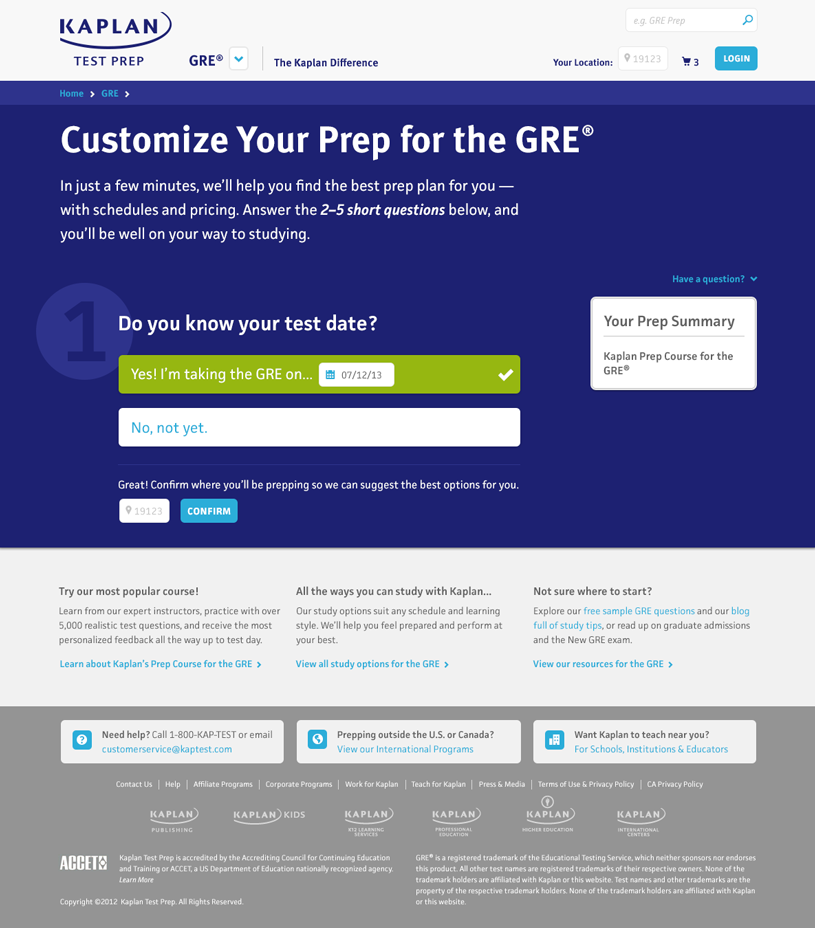 KAPLAN
TEST PREP
e.g. GRE Prep
GRE®
The Kaplan Difference
Your Location:
19123
3
LOGIN
Home
GRE
Customize Your Prep for the GRE®
In just a few minutes, we'll help you find the best prep plan for you —
with schedules and pricing. Answer the 2–5 short questions below, and
you'll be well on your way to studying.
Have a question?
1
Do you know your test date?
Yes! I'm taking the GRE on...
07/12/13
No, not yet.
Great! Confirm where you'll be prepping so we can suggest the best options for you.
19123
CONFIRM
Your Prep Summary
Kaplan Prep Course for the
GRE®
Try our most popular course!
Learn from our expert instructors, practice with over
5,000 realistic test questions, and receive the most
personalized feedback all the way up to test day.
Learn about Kaplan's Prep Course for the GRE
All the ways you can study with Kaplan...
Our study options suit any schedule and learning
style. We'll help you feel prepared and perform at
your best.
View all study options for the GRE
Not sure where to start?
Explore our free sample GRE questions and our blog
full of study tips, or read up on graduate admissions
and the New GRE exam.
View our resources for the GRE
Need help? Call 1-800-KAP-TEST or email
customerservice@kaptest.com
Prepping outside the U.S. or Canada?
View our International Programs
Want Kaplan to teach near you?
For Schools, Institutions & Educators
Contact Us | Help | Affiliate Programs | Corporate Programs | Work for Kaplan | Teach for Kaplan | Press & Media | Terms of Use & Privacy Policy | CA Privacy Policy
KAPLAN
PUBLISHING
KAPLAN KIDS
KAPLAN
K12 LEARNING
SERVICES
KAPLAN
PROFESSIONAL
EDUCATION
KAPLAN
HIGHER EDUCATION
KAPLAN
INTERNATIONAL
CENTERS
ACCET
Kaplan Test Prep is accredited by the Accrediting Council for Continuing Education
and Training or ACCET, a US Department of Education nationally recognized agency.
Learn More
Copyright ©2012 Kaplan Test Prep. All Rights Reserved.
GRE® is a registered trademark of the Educational Testing Service, which neither sponsors nor endorses
this product. All other test names are registered trademarks of their respective owners. None of the
trademark holders are affiliated with Kaplan or this website. Test names and other trademarks are the
property of the respective trademark holders. None of the trademark holders are affiliated with Kaplan
or this website.